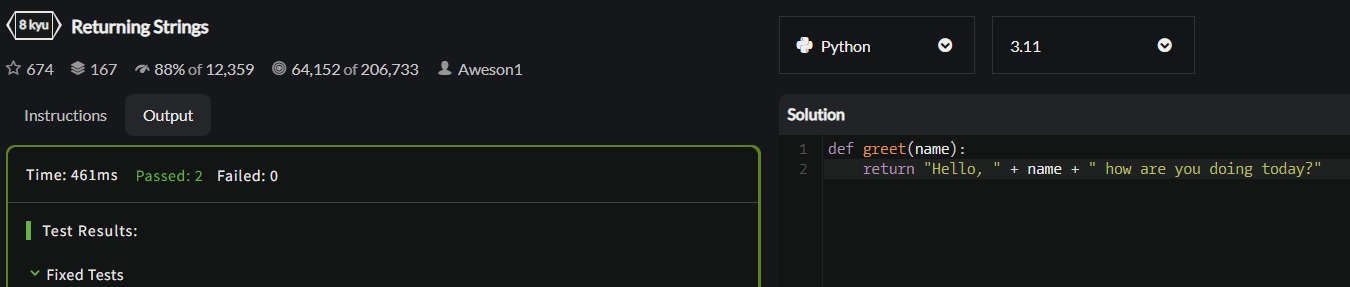 8 kyu Returning Strings
674 167 88% of 12,359 64,152 of 206,733 Aweson1
Instructions Output
Time: 461ms Passed: 2 Failed: 0
Test Results:
Fixed Tests
Python 3.11
Solution
1 def greet(name):
2 return "Hello, " + name + " how are you doing today?"